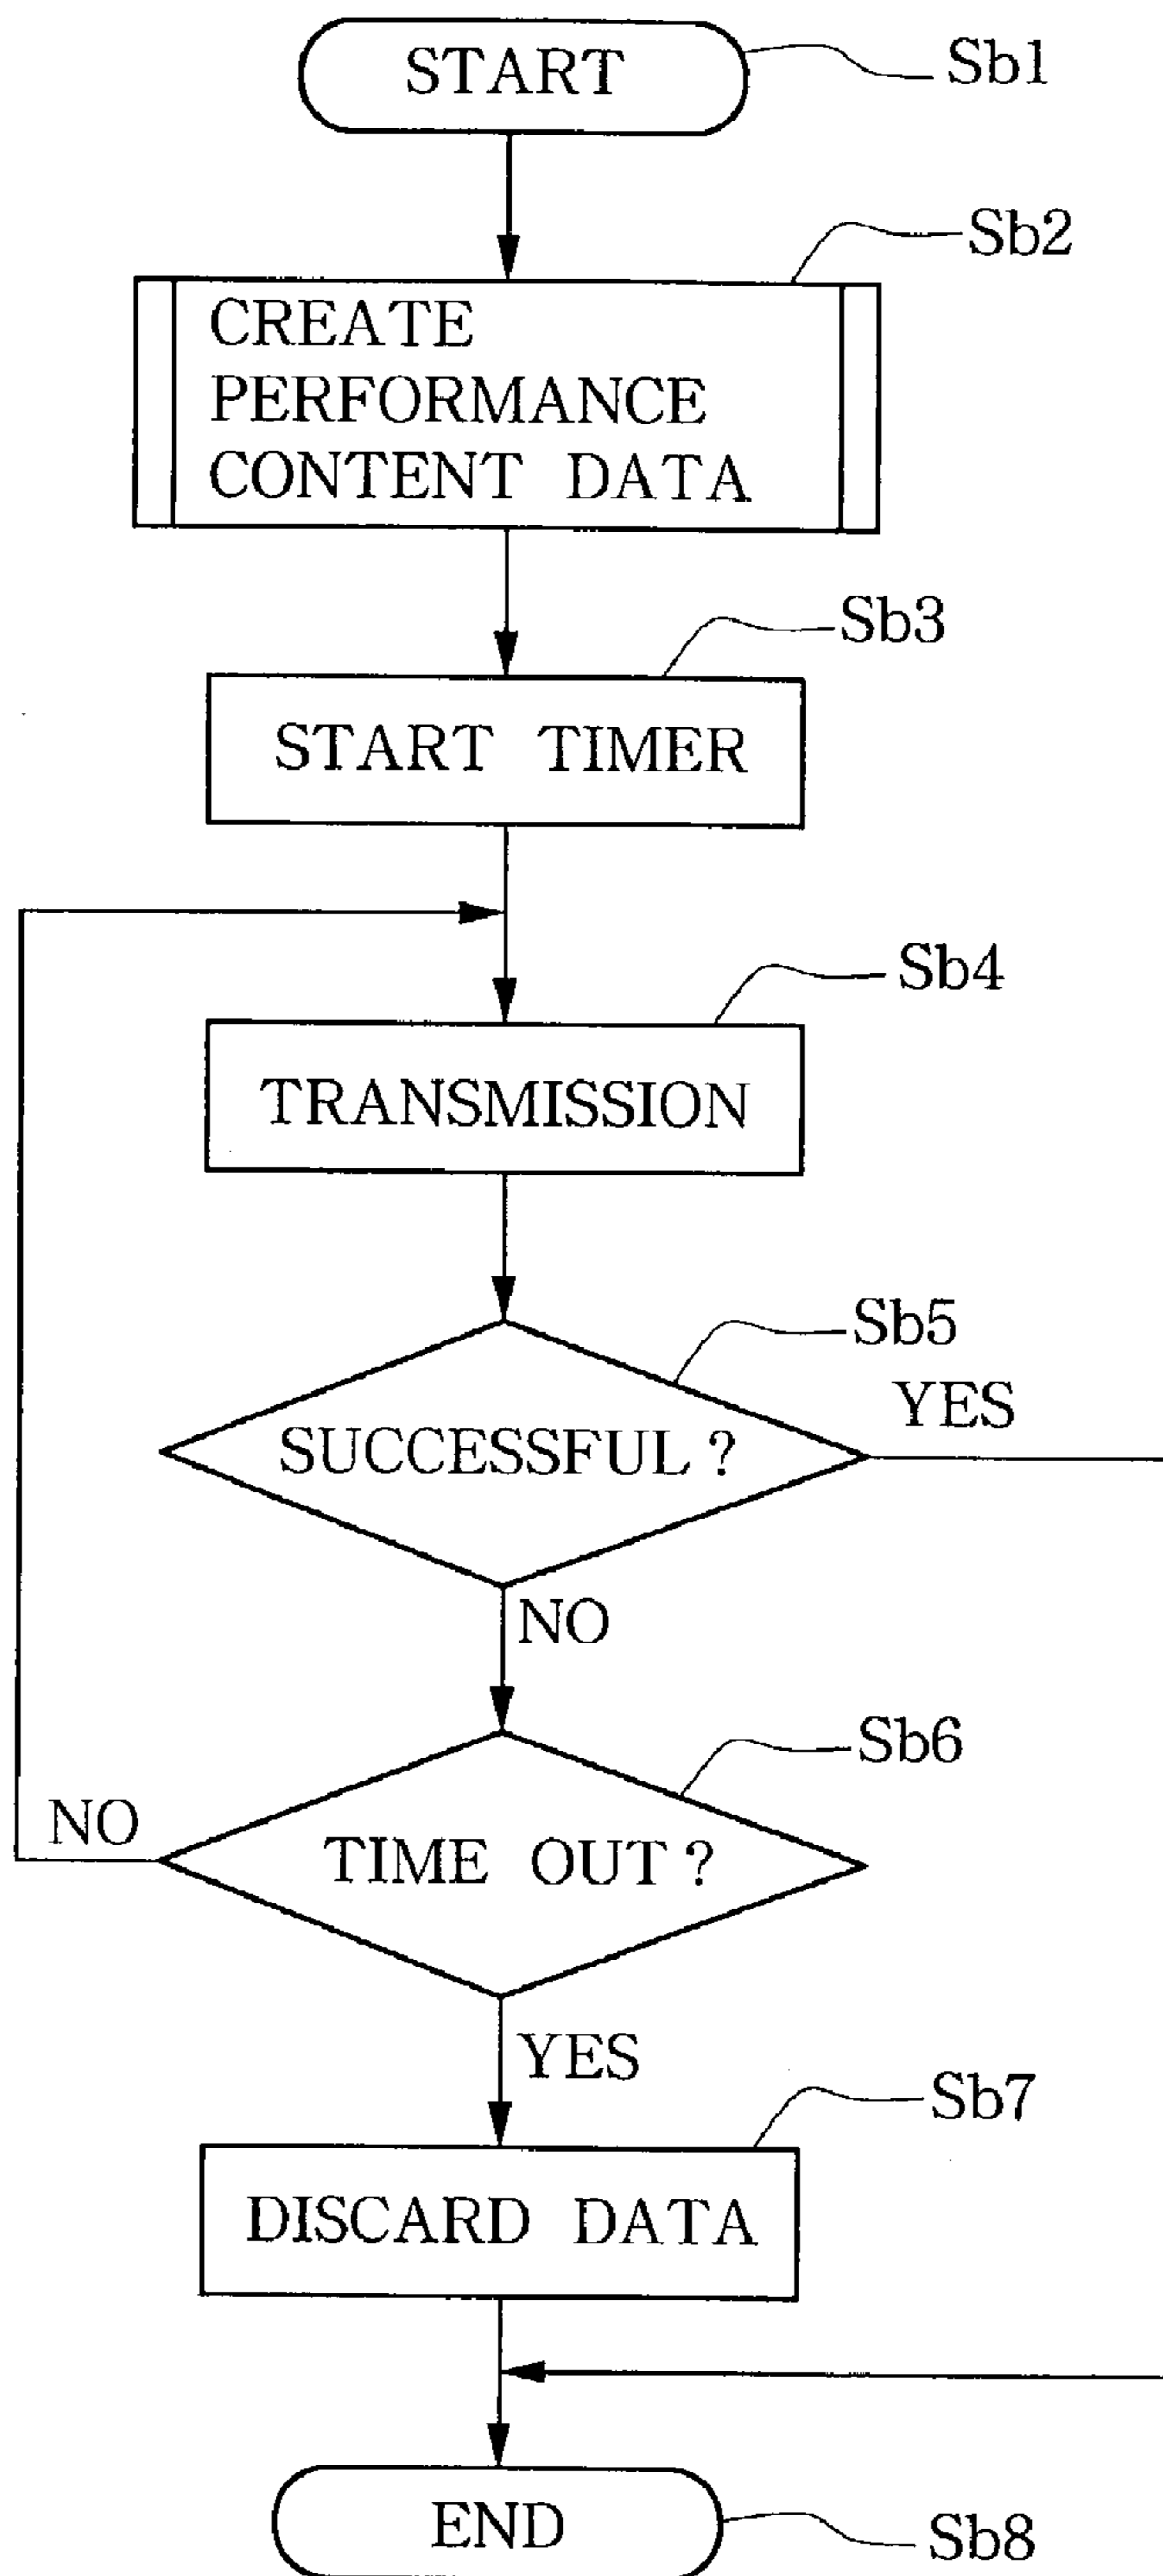 START
Sb1
Sb2
CREATE
PERFORMANCE
CONTENT DATA
Sb3
START TIMER
Sb4
TRANSMISSION
Sb5
YES
SUCCESSFUL?
NO
Sb6
NO
TIME OUT?
YES
Sb7
DISCARD DATA
END
Sb8